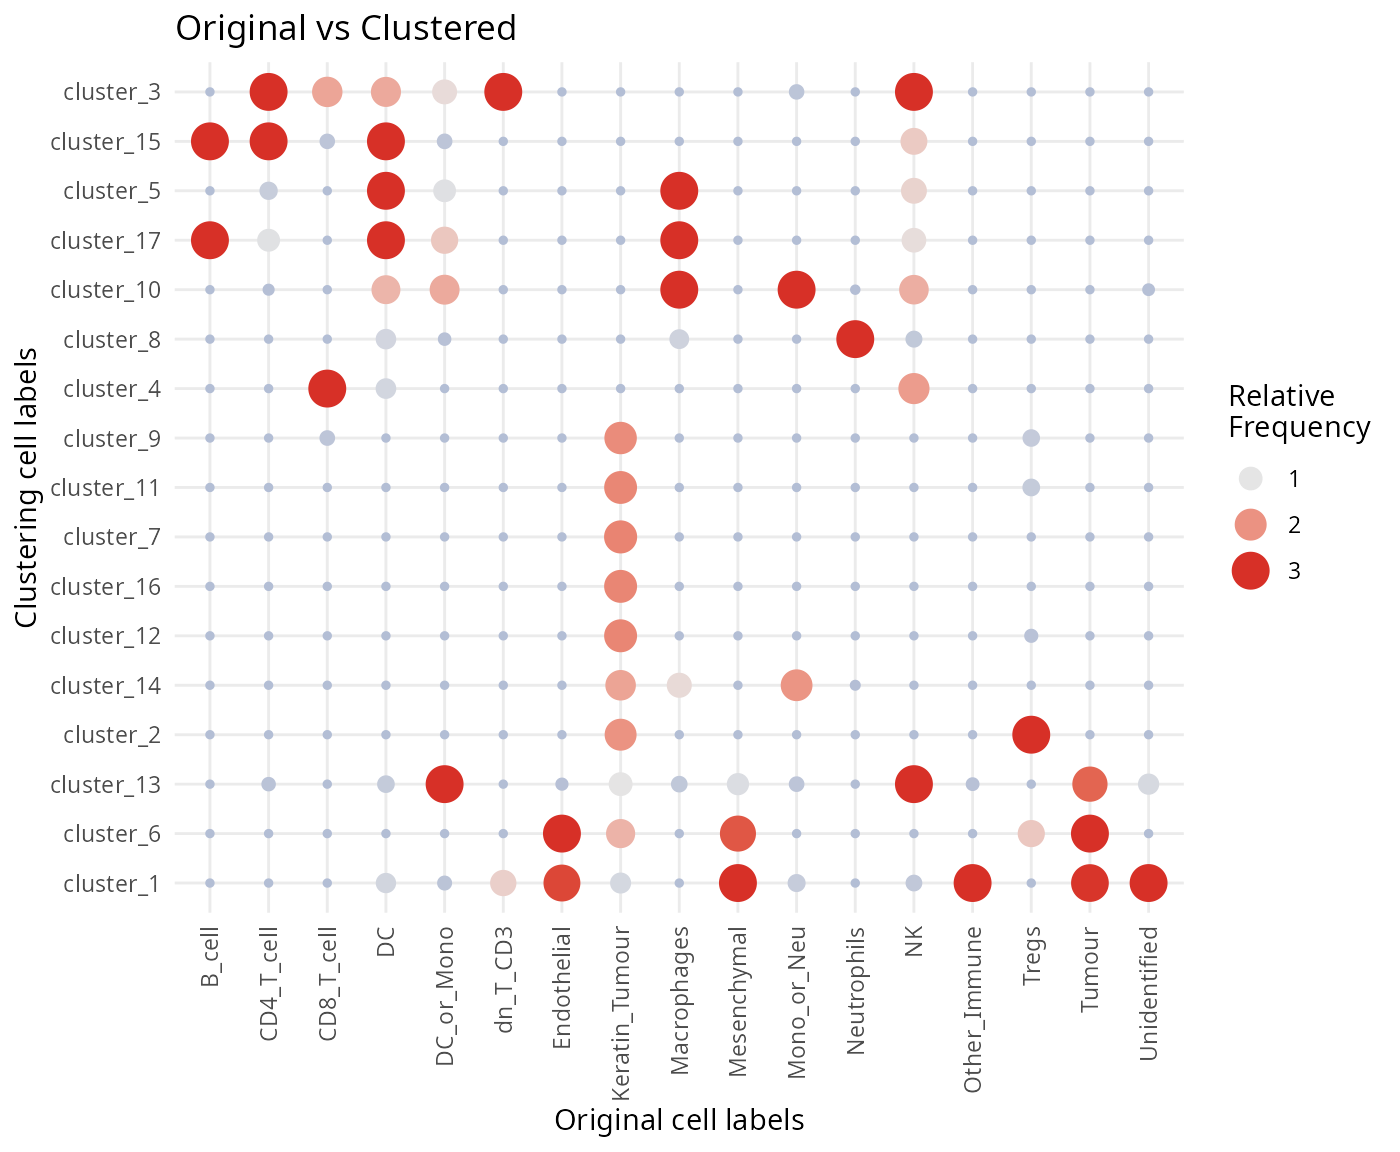 Original vs Clustered
Clustering cell labels
cluster_3
cluster_15
cluster_5
cluster_17
cluster_10
cluster_8
cluster_4
cluster_9
cluster_11
cluster_7
cluster_16
cluster_12
cluster_14
cluster_2
cluster_13
cluster_6
cluster_1
B_cell
CD4_T_cell
CD8_T_cell
DC
DC_or_Mono
dn_T_CD3
Endothelial
Keratin_Tumour
Macrophages
Mesenchymal
Mono_or_Neu
Neutrophils
NK
Other_Immune
Tregs
Tumour
Unidentified
Original cell labels
Relative
Frequency
1
2
3